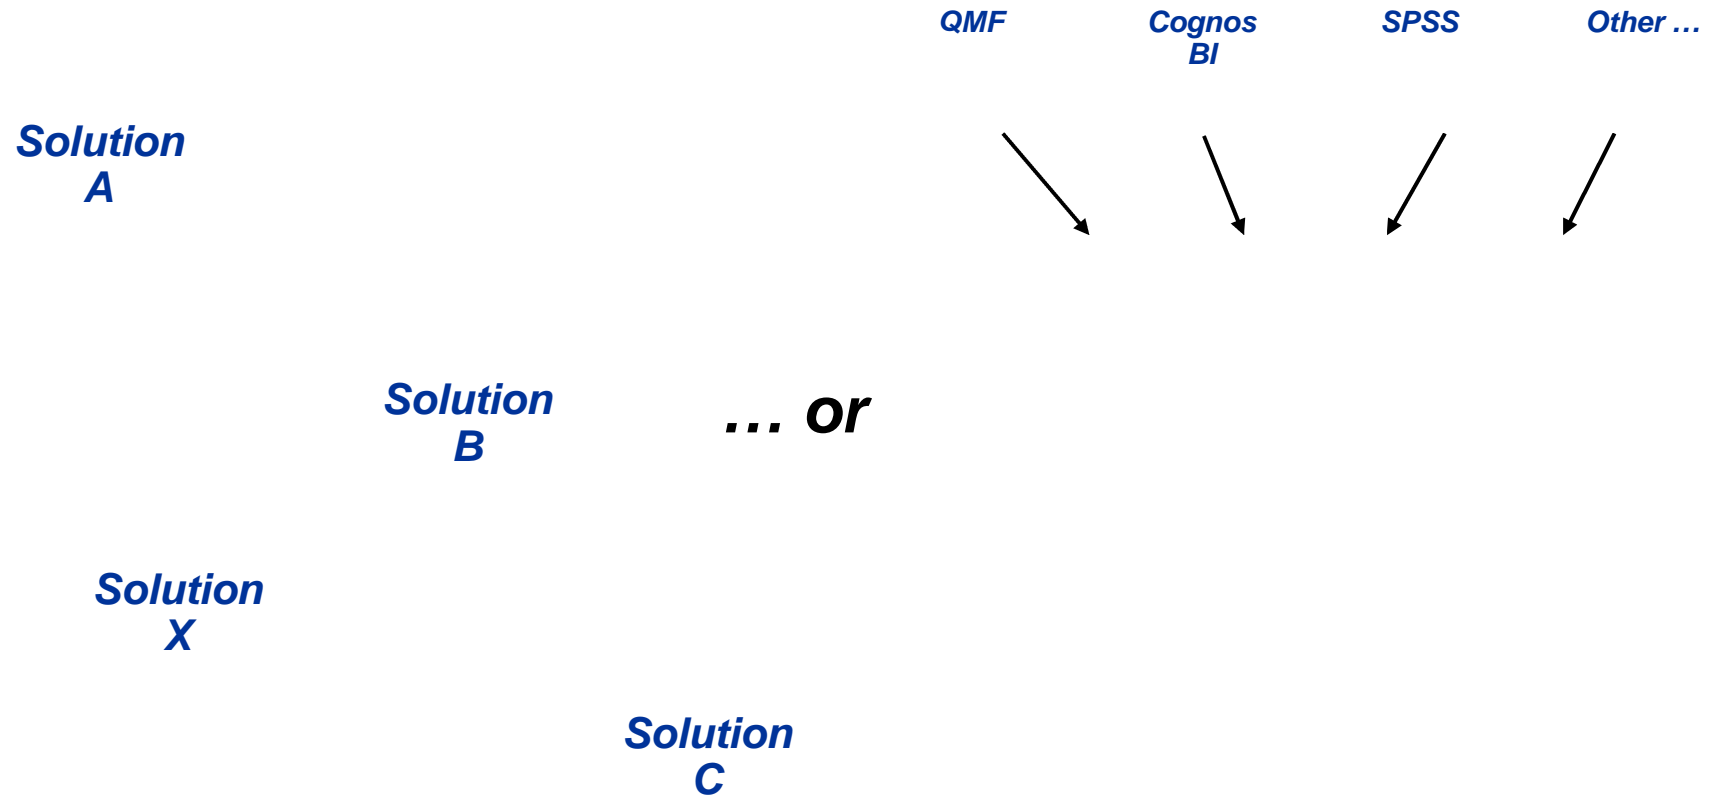 QMF
Cognos
BI
SPSS
Other …
Solution
A
Solution
B
… or
Solution
X
Solution
C